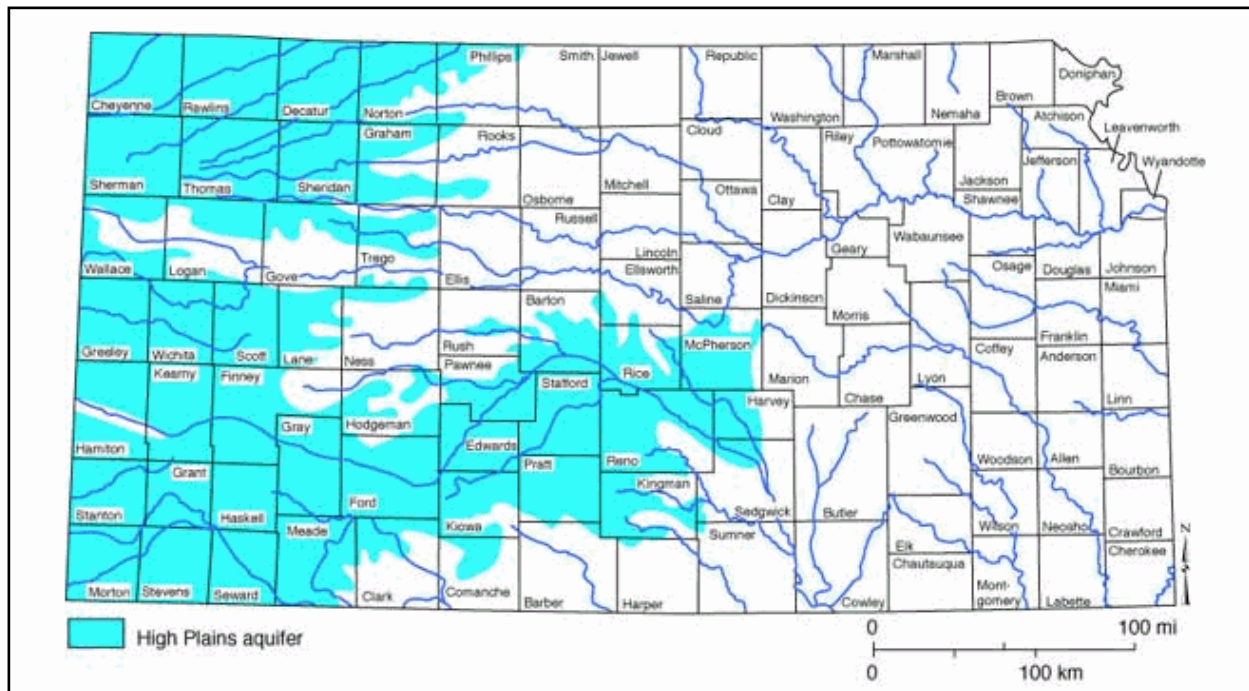 Phillips
Smith
Jewell
Republic
Marshall
Doniphan
Cheyenne
Rawlins
Decatur
Norton
Washington
Nemaha
Brown
Atchison
Graham
Rooks
Cloud
Riley
Pottowatomie
Leavenworth
Jefferson
Wyandotte
Sherman
Thomas
Sheridan
Osborne
Mitchell
Ottawa
Clay
Jackson
Shawnee
Russell
Lincoln
Geary
Wabaunsee
Wallace
Logan
Gove
Trego
Ellis
Ellsworth
Saline
Dickinson
Osage
Douglas
Johnson
Miami
Barton
Morris
Franklin
Greeley
Wichita
Scott
Lane
Ness
Rush
McPherson
Pawnee
Rice
Marion
Chase
Lyon
Coffey
Anderson
Linn
Kearny
Finney
Stafford
Harvey
Hamilton
Gray
Hodgeman
Edwards
Greenwood
Grant
Pratt
Reno
Woodson
Allen
Bourbon
Stanton
Haskell
Ford
Kingman
Kiowa
Sedgwick
Butler
Meade
Sumner
Elk
Wilson
Neosho
Crawford
Cherokee
Chautauqua
Morton
Stevens
Seward
Clark
Comanche
Barber
Harper
Cowley
Mont-
gomery
Labette
N
High Plains aquifer
0 100 mi
0 100 km